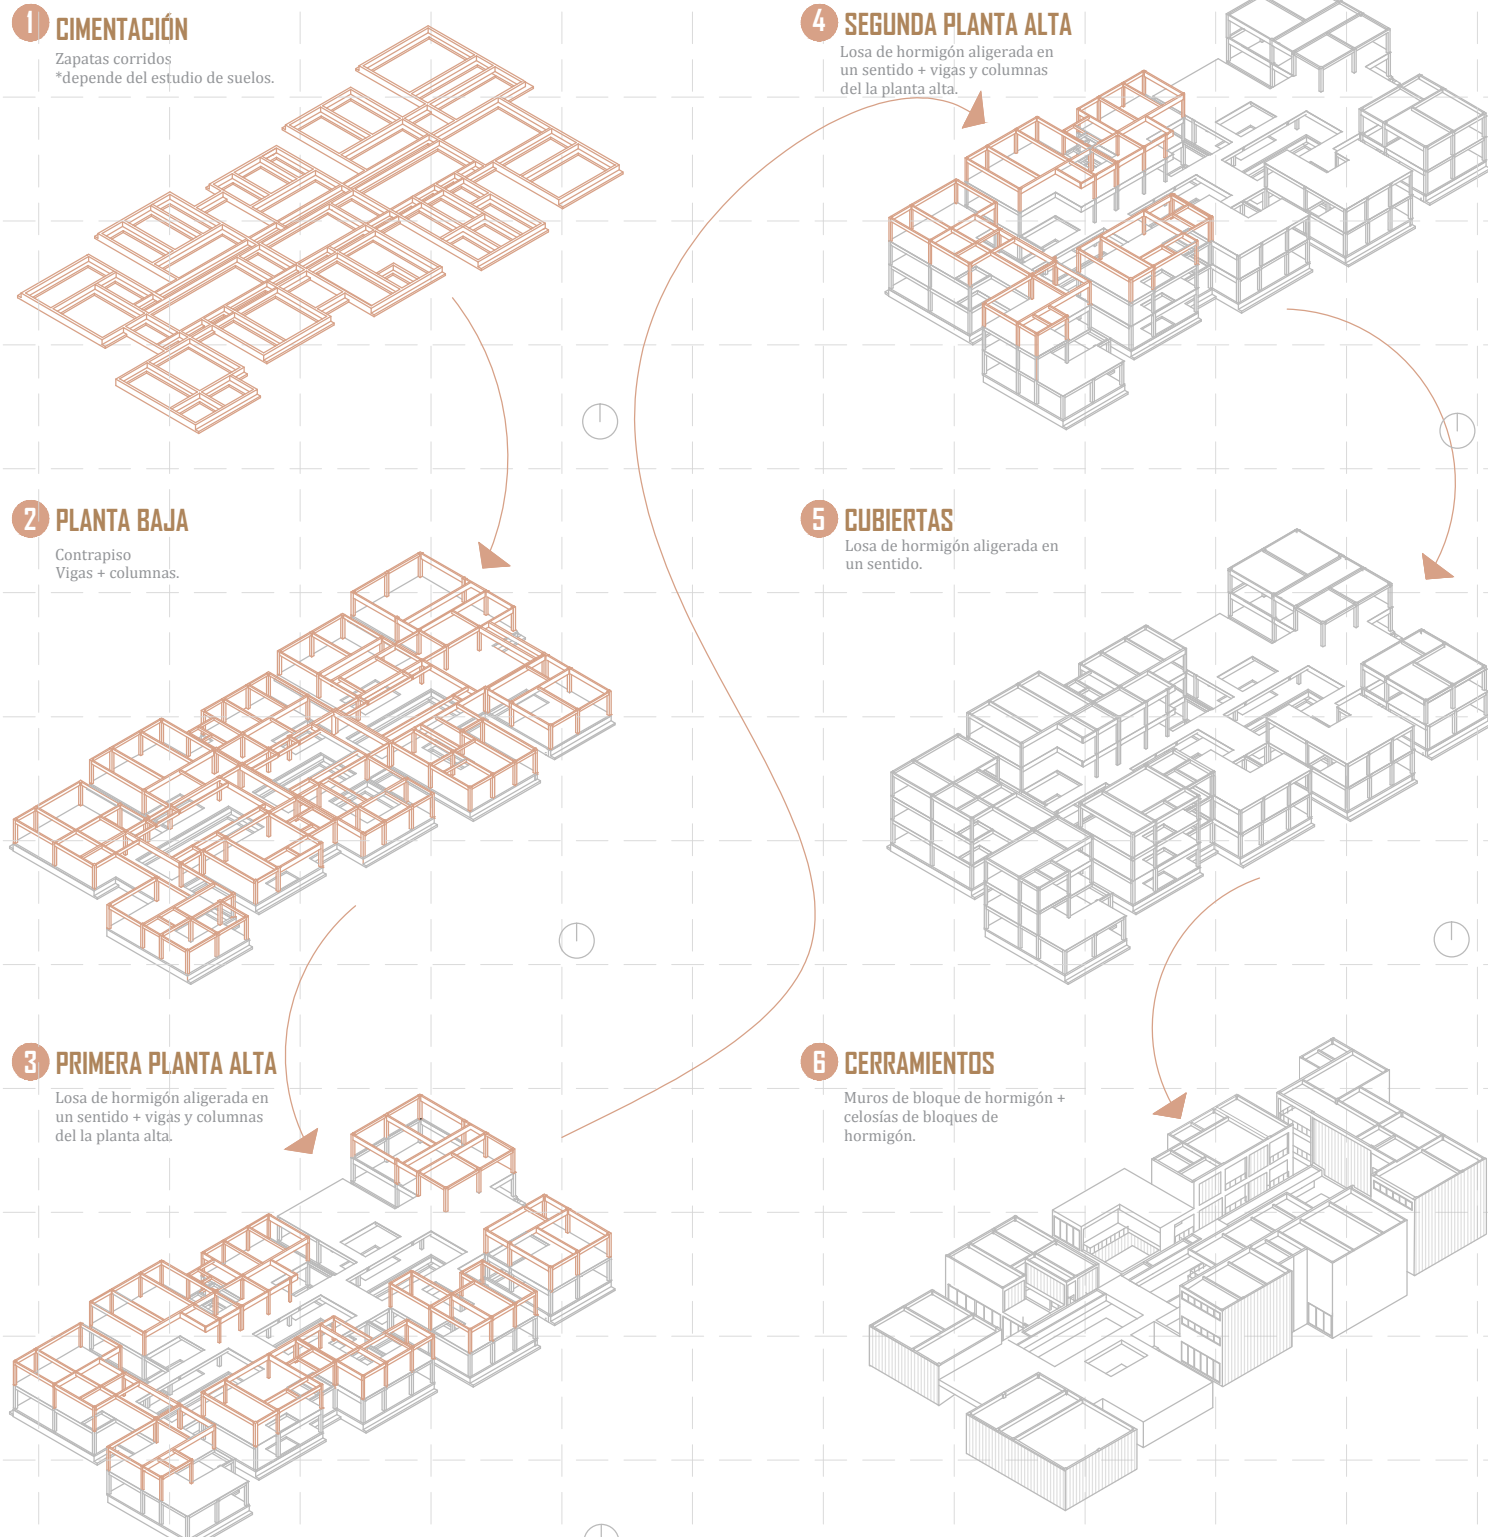 1 CIMENTACIÓN
Zapatas corridos
*depende del estudio de suelos.
2 PLANTA BAJA
Contrapiso
Vigas + columnas.
3 PRIMERA PLANTA ALTA
Losa de hormigón aligerada en
un sentido + vigas y columnas
del la planta alta.
4 SEGUNDA PLANTA ALTA
Losa de hormigón aligerada en
un sentido + vigas y columnas
del la planta alta.
5 CUBIERTAS
Losa de hormigón aligerada en
un sentido.
6 CERRAMIENTOS
Muros de bloque de hormigón +
celosías de bloques de
hormigón.